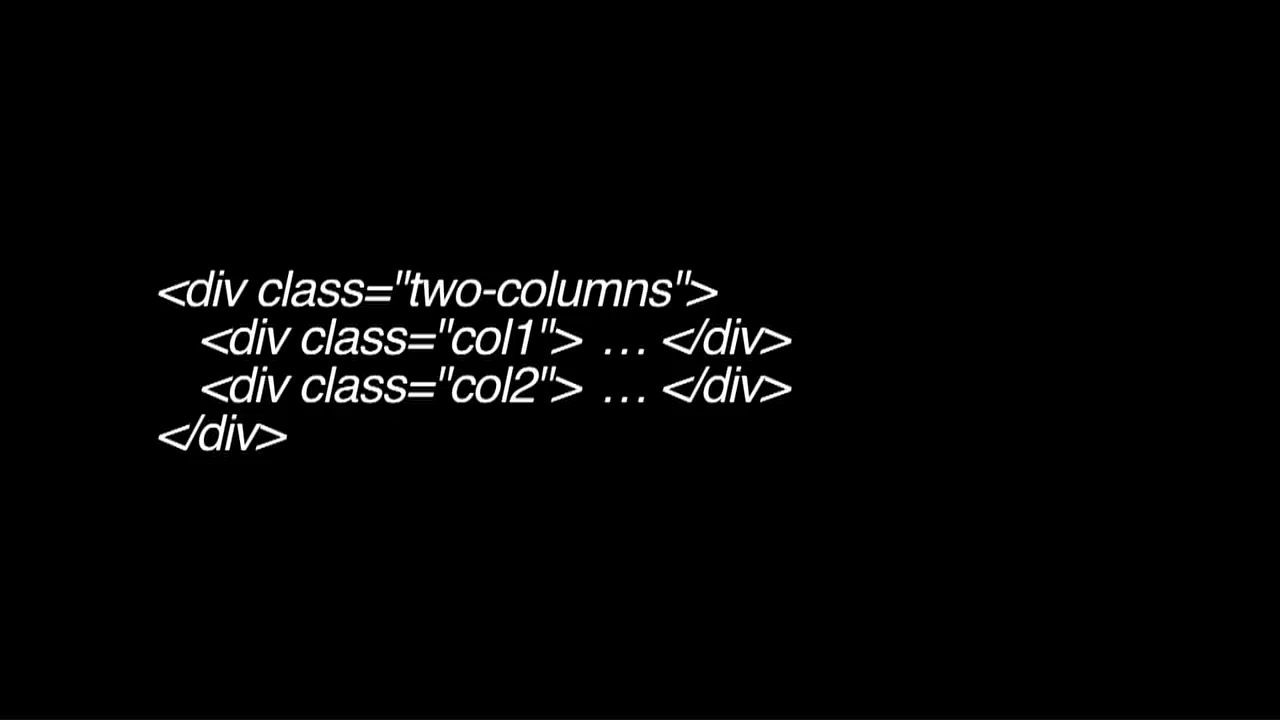 <div class="two-columns">
<div class="col1"> … </div>
<div class="col2"> … </div>
</div>